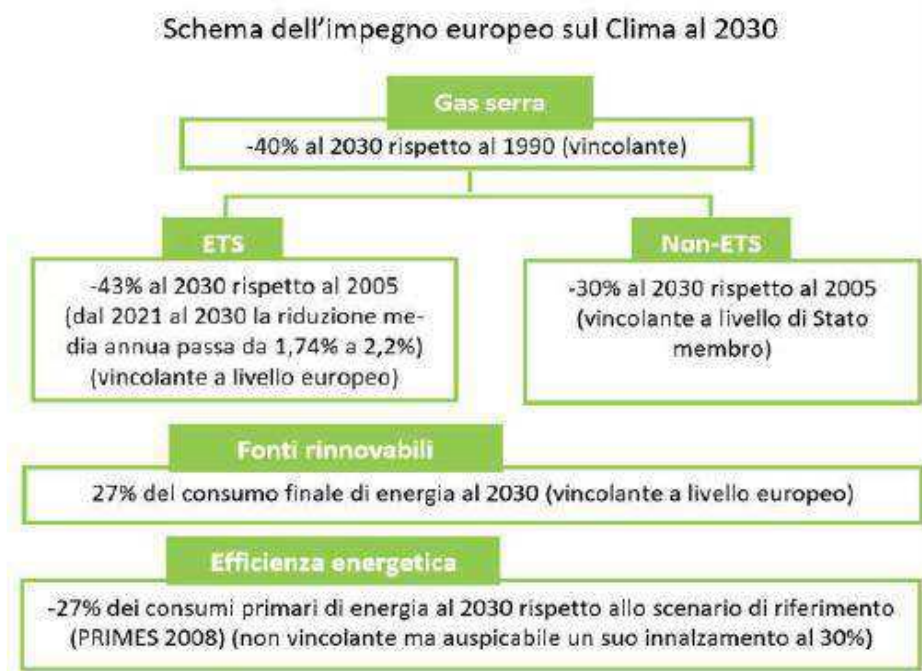 Schema dell'impegno europeo sul Clima al 2030
Gas serra
-40% al 2030 rispetto al 1990 (vincolante)
ETS
-43% al 2030 rispetto al 2005
(dal 2021 al 2030 la riduzione me-
dia annua passa da 1,74% a 2,2%)
(vincolante a livello europeo)
Non-ETS
-30% al 2030 rispetto al 2005
(vincolante a livello di Stato
membro)
Fonti rinnovabili
27% del consumo finale di energia al 2030 (vincolante a livello europeo)
Efficienza energetica
-27% dei consumi primari di energia al 2030 rispetto allo scenario di riferimento
(PRIMES 2008) (non vincolante ma auspicabile un suo innalzamento al 30%)